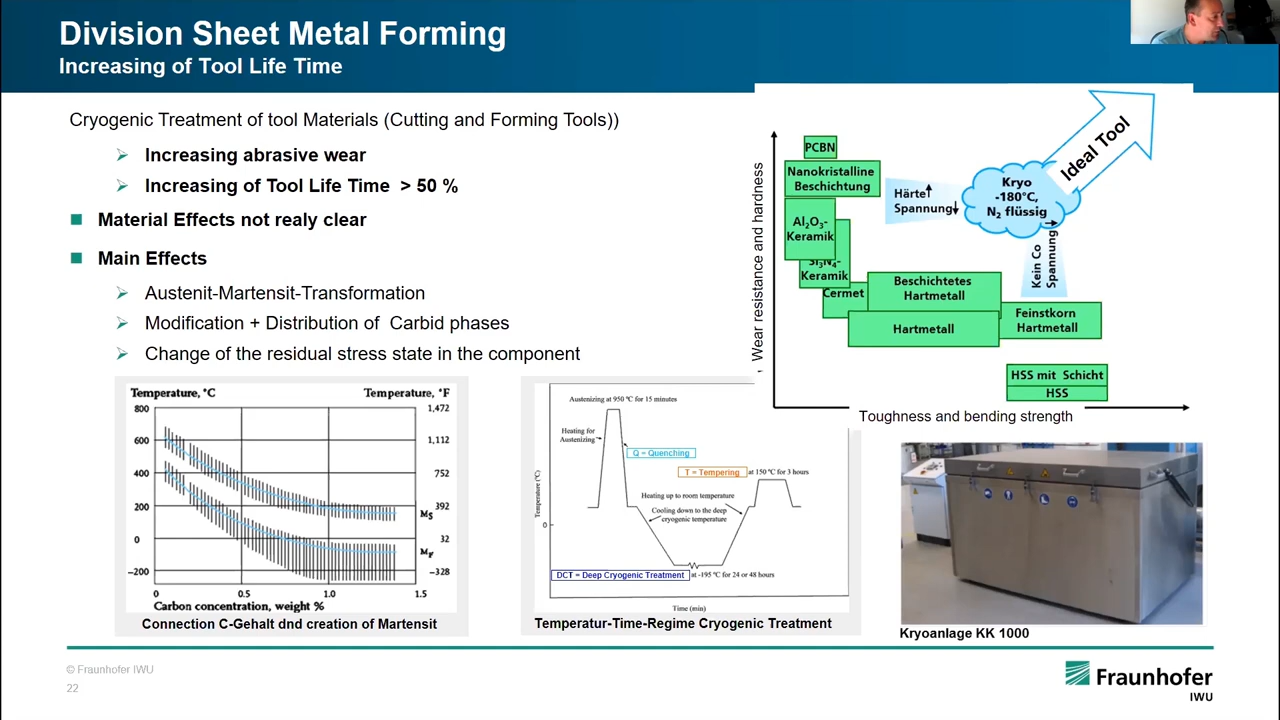 Division Sheet Metal Forming
Increasing of Tool Life Time
Cryogenic Treatment of tool Materials (Cutting and Forming Tools))
Increasing abrasive wear
Increasing of Tool Life Time > 50 %
Material Effects not realy clear
Main Effects
Austenit-Martensit-Transformation
Modification + Distribution of Carbid phases
Change of the residual stress state in the component
Wear resistance and hardness
PCBN
Nanokristalline
Beschichtung
Al₂O₃-
Keramik
Si₃N₄-
Keramik
Cermet
Beschichtetes
Hartmetall
Hartmetall
Feinstkorn
Hartmetall
HSS mit Schicht
HSS
Härte
Spannung
Kryo
-180°C,
N₂ flüssig
Kein Co
Spannung
Ideal Tool
Toughness and bending strength
Temperature, °C
Temperature, °F
800
600
400
200
0
−200
1,472
1,112
752
392
32
−328
Ms
MF
0
0.5
1.0
1.5
Carbon concentration, weight %
Connection C-Gehalt dnd creation of Martensit
Temperature (°C)
0
Austenizing at 950 ºC for 15 minutes
Heating for
Austenizing
Q = Quenching
T = Tempering at 150 ºC for 3 hours
Heating up to room temperature
Cooling down to the deep
cryogenic temperature
DCT = Deep Cryogenic Treatment at -195 ºC for 24 or 48 hours
Time (min)
Temperatur-Time-Regime Cryogenic Treatment
Kryoanlage KK 1000
© Fraunhofer IWU
22
Fraunhofer
IWU